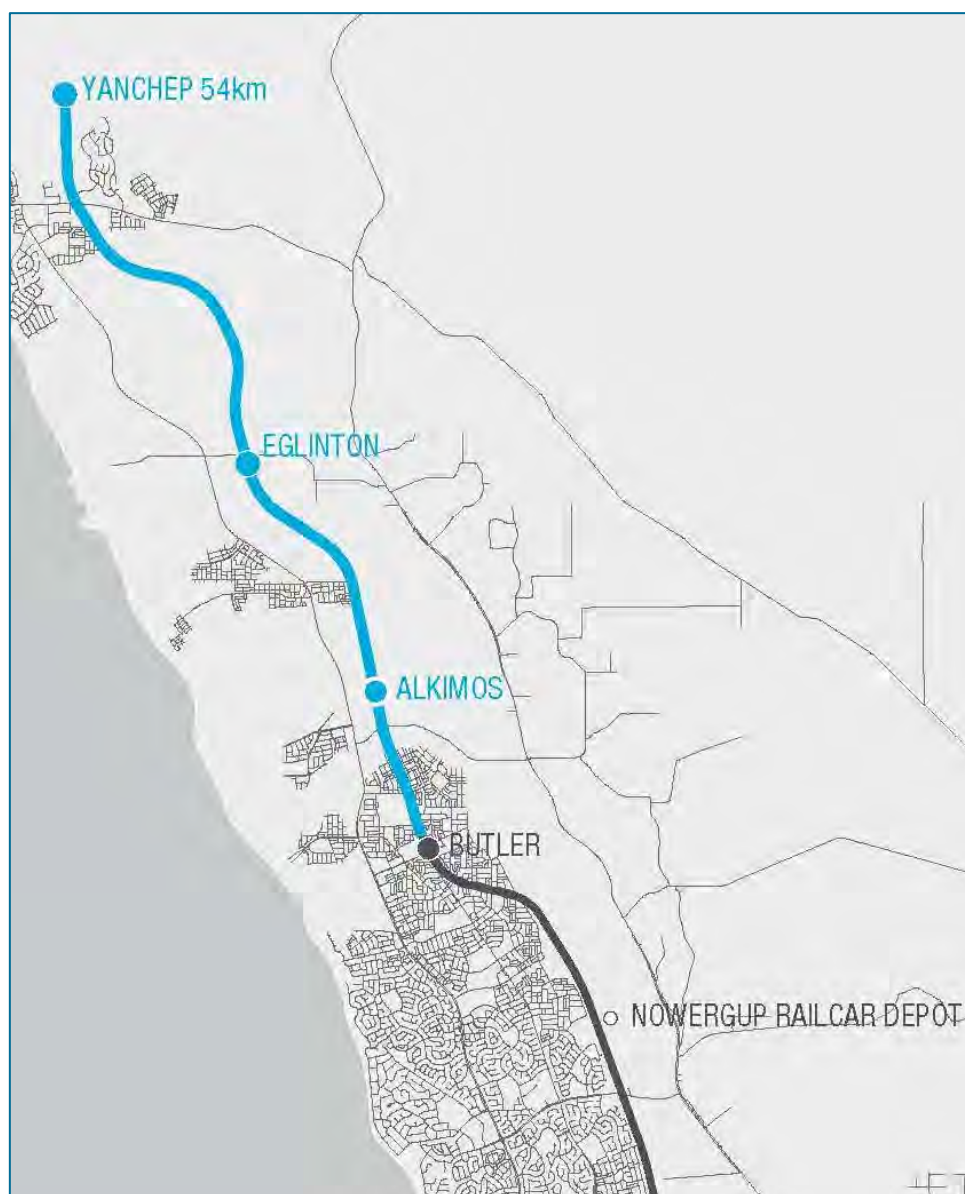 YANCHEP 54km
EGLINTON
ALKIMOS
BUTLER
NOWERGUP RAILCAR DEPOT